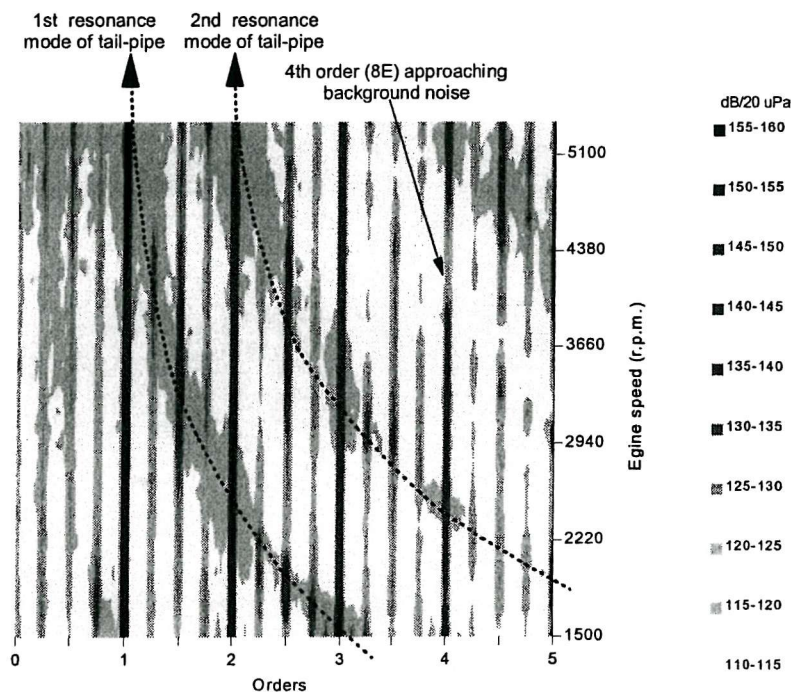 1st resonance
mode of tail-pipe
2nd resonance
mode of tail-pipe
4th order (8E) approaching
background noise
dB/20 uPa
155-160
150-155
145-150
140-145
135-140
130-135
125-130
120-125
115-120
110-115
5100
4380
3660
2940
2220
1500
Egine speed (r.p.m.)
0 1 2 3 4 5
Orders